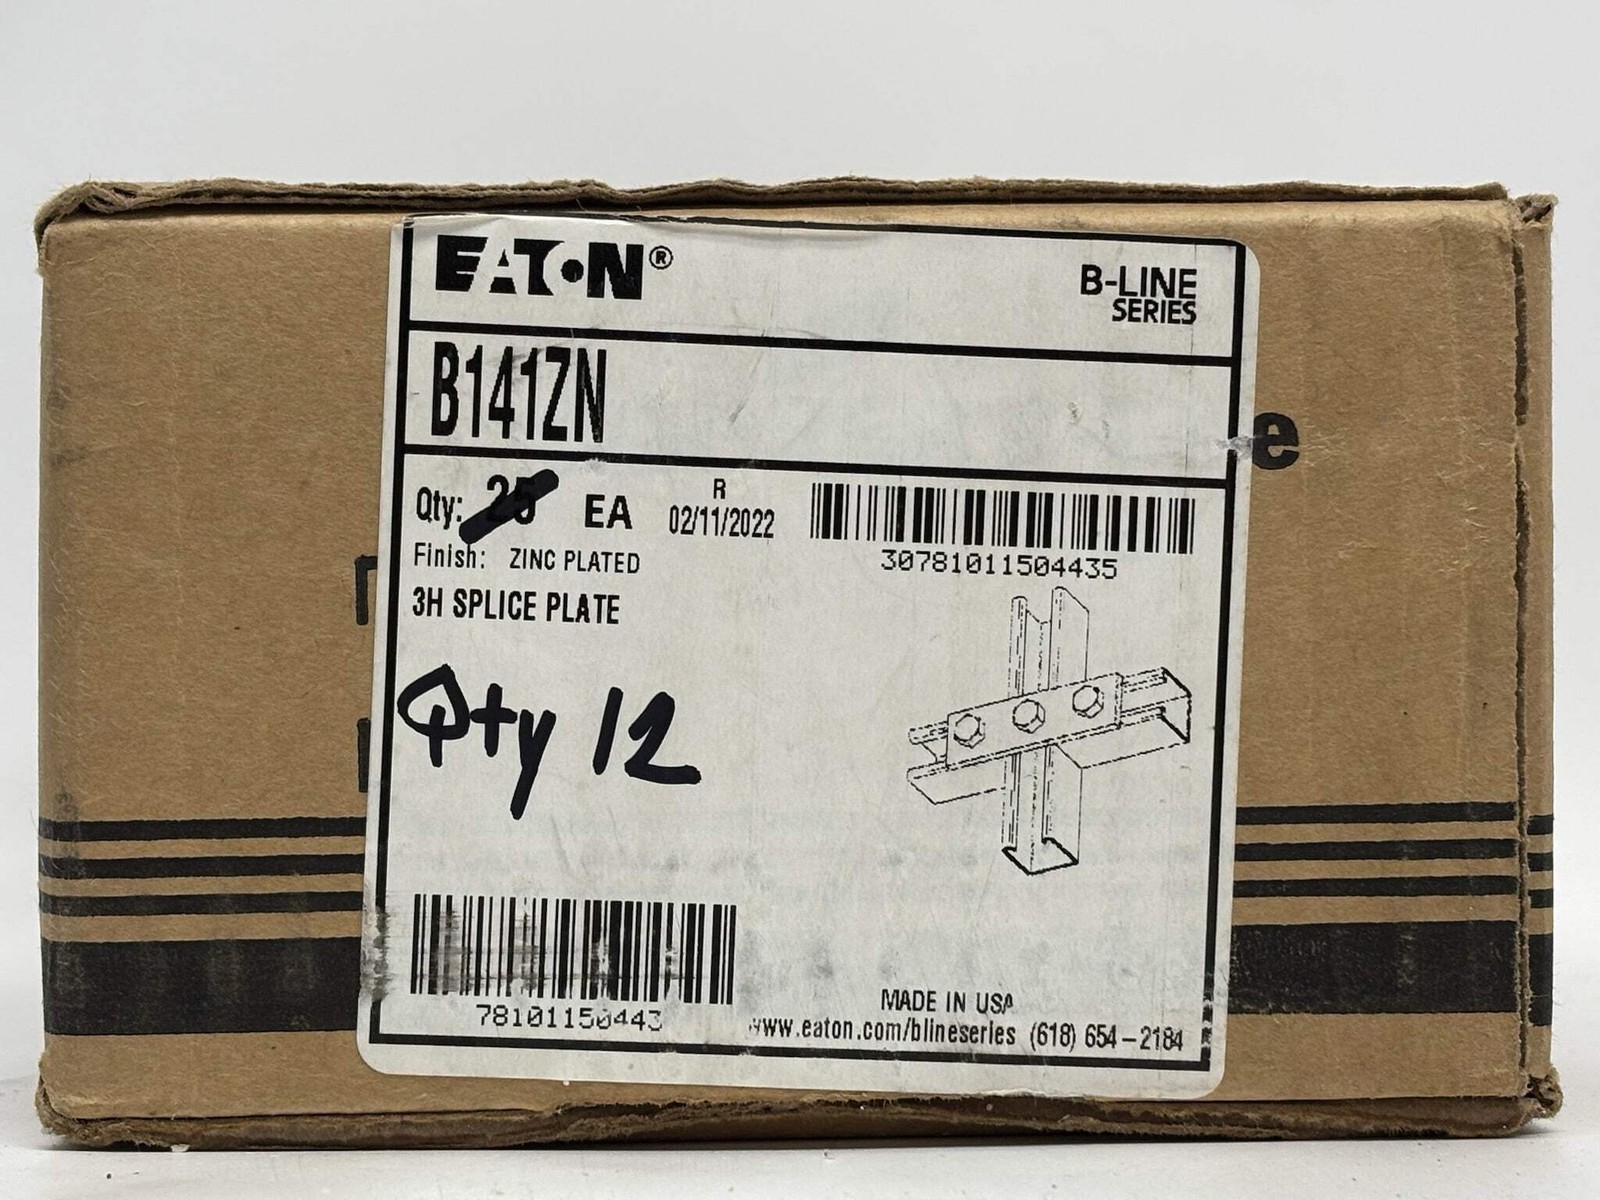 EATON®
B-LINE
SERIES
B141ZN
Qty: 25 EA
R
02/11/2022
30781011504435
Finish: ZINC PLATED
3H SPLICE PLATE
Qty 12
78101150443
MADE IN USA
www.eaton.com/blineseries (618) 654-2184
e